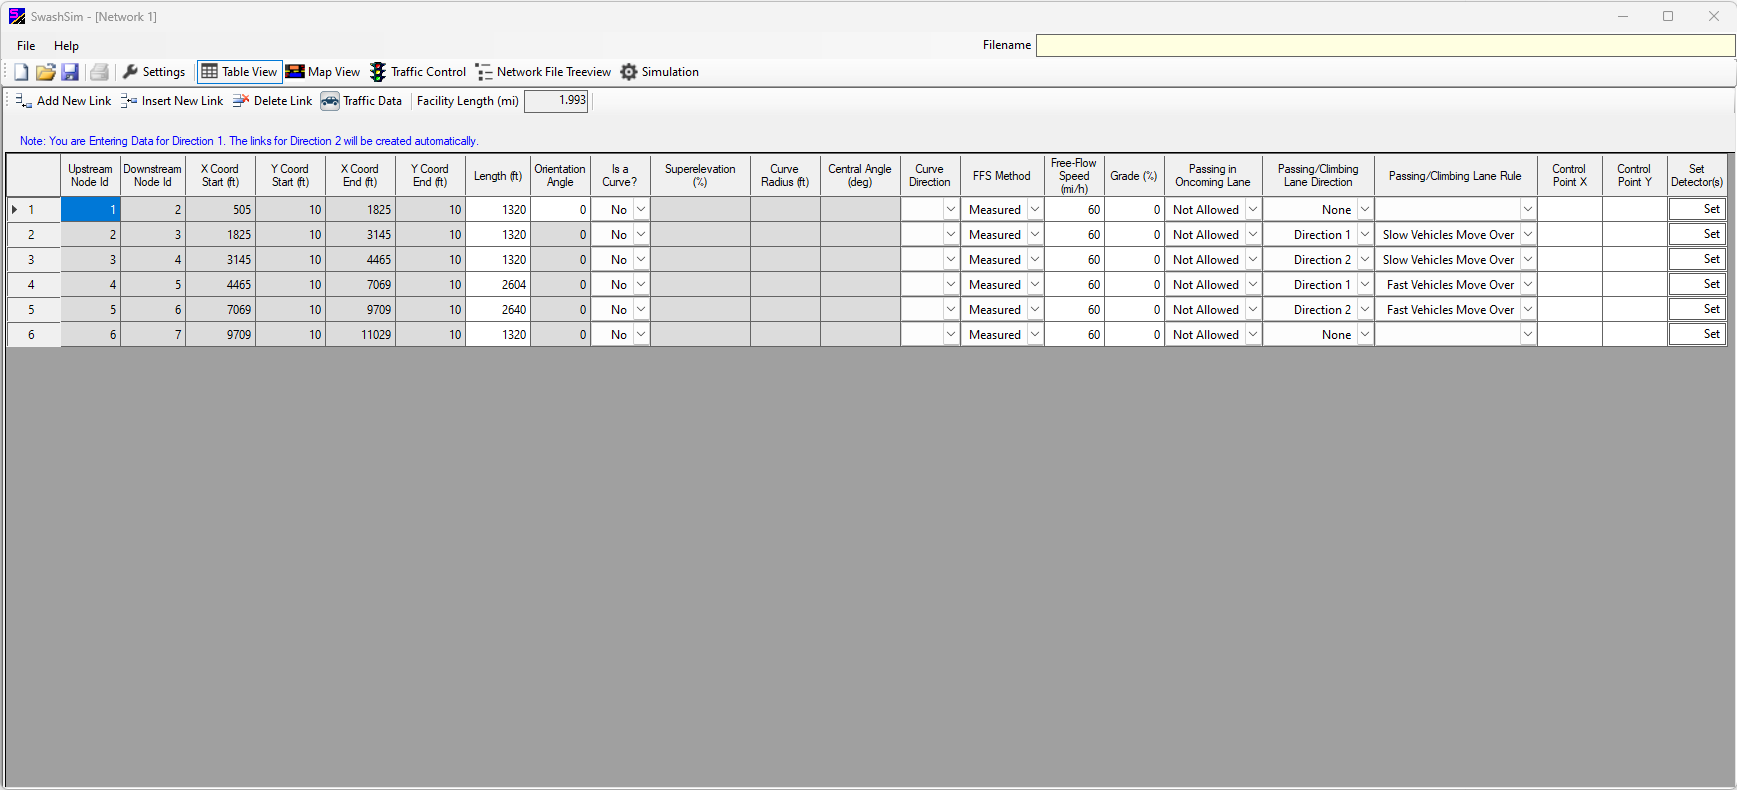 SwashSim - [Network 1]
File Help Filename
Settings Table View Map View Traffic Control Network File Treeview Simulation
Add New Link Insert New Link Delete Link Traffic Data Facility Length (mi) 1.993
Note: You are Entering Data for Direction 1. The links for Direction 2 will be created automatically.
Upstream Node Id Downstream Node Id X Coord Start (ft) Y Coord Start (ft) X Coord End (ft) Y Coord End (ft) Length (ft) Orientation Angle Is a Curve? Superelevation (%) Curve Radius (ft) Central Angle (deg) Curve Direction FFS Method Free-Flow Speed (mi/h) Grade (%) Passing in Oncoming Lane Passing/Climbing Lane Direction Passing/Climbing Lane Rule Control Point X Control Point Y Set Detector(s)
1 1 2 505 10 1825 10 1320 0 No Measured 60 0 Not Allowed None Set
2 2 3 1825 10 3145 10 1320 0 No Measured 60 0 Not Allowed Direction 1 Slow Vehicles Move Over Set
3 3 4 3145 10 4465 10 1320 0 No Measured 60 0 Not Allowed Direction 2 Slow Vehicles Move Over Set
4 4 5 4465 10 7069 10 2604 0 No Measured 60 0 Not Allowed Direction 1 Fast Vehicles Move Over Set
5 5 6 7069 10 9709 10 2640 0 No Measured 60 0 Not Allowed Direction 2 Fast Vehicles Move Over Set
6 6 7 9709 10 11029 10 1320 0 No Measured 60 0 Not Allowed None Set